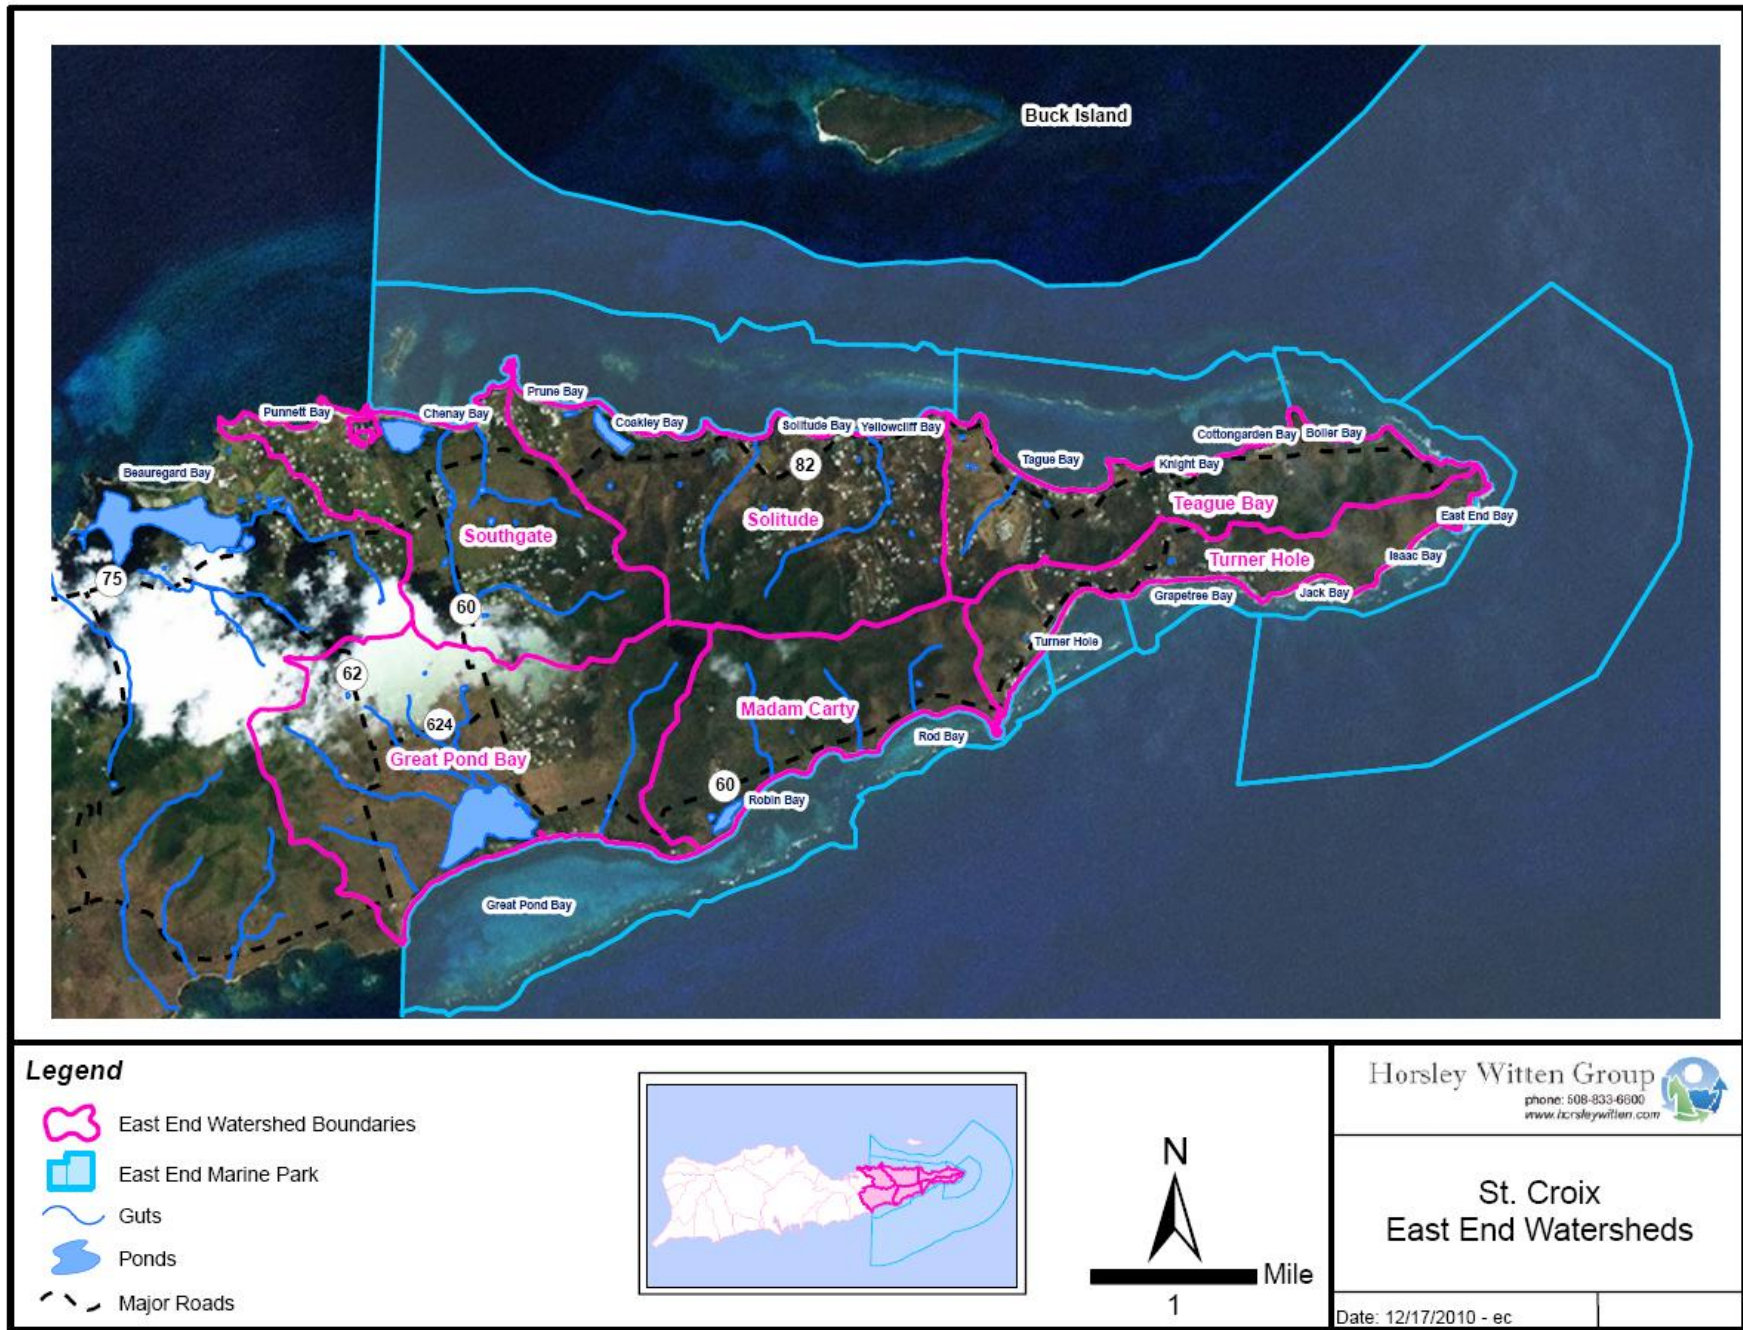 Buck Island
Prune Bay
Punnett Bay
Chenay Bay
Coakley Bay
Solitude Bay
Yellowcliff Bay
Cottongarden Bay
Boiler Bay
Beauregard Bay
82
Tague Bay
Knight Bay
Teague Bay
Southgate
Solitude
East End Bay
Turner Hole
Isaac Bay
75
60
Grapetree Bay
Jack Bay
Turner Hole
62
624
Madam Carty
Rod Bay
Great Pond Bay
60
Robin Bay
Great Pond Bay
Legend
East End Watershed Boundaries
East End Marine Park
Guts
Ponds
Major Roads
N
Mile
1
Horsley Witten Group
phone: 508-833-6600
www.horsleywitten.com
St. Croix
East End Watersheds
Date: 12/17/2010 - ec